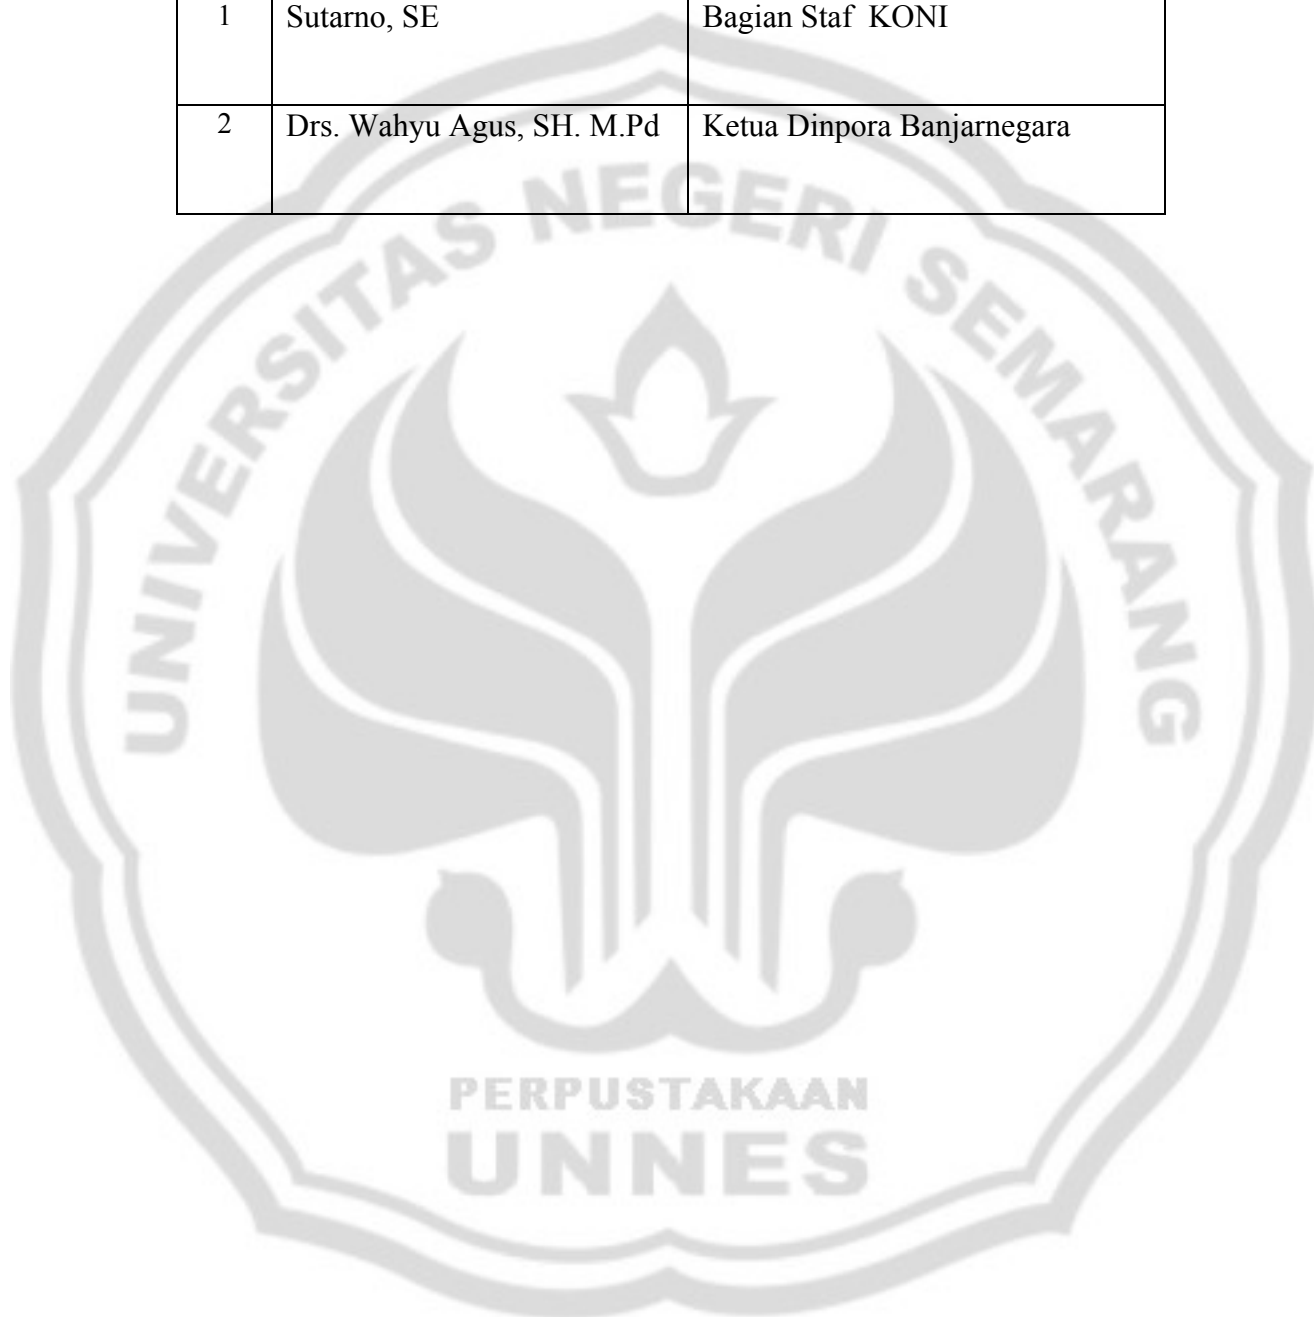 1 Sutarno, SE Bagian Staf KONI
2 Drs. Wahyu Agus, SH. M.Pd Ketua Dinpora Banjarnegara
UNIVERSITAS NEGERI SEMARANG
PERPUSTAKAAN
UNNES